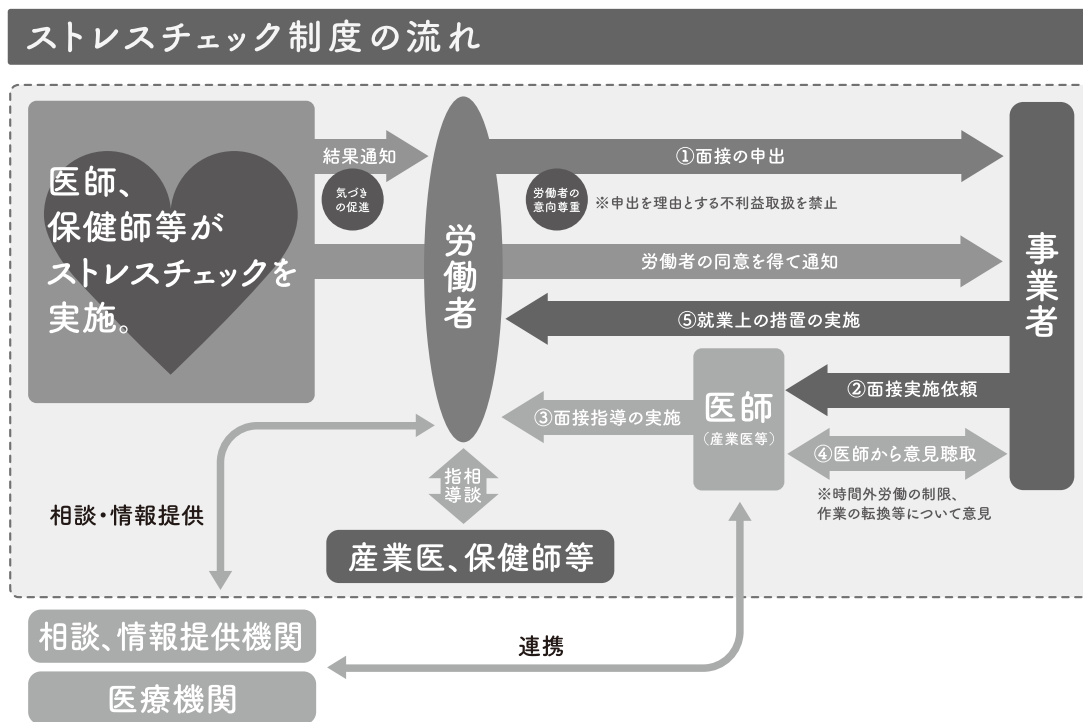 ストレスチェック制度の流れ
医師、
保健師等が
ストレスチェックを
実施。
結果通知
気づき
の促進
労働者
①面接の申出
労働者の
意向尊重
※申出を理由とする不利益取扱を禁止
労働者の同意を得て通知
⑤就業上の措置の実施
事業者
②面接実施依頼
医師
（産業医等）
③面接指導の実施
④医師から意見聴取
※時間外労働の制限、
作業の転換等について意見
相談
指導
相談・情報提供
産業医、保健師等
相談、情報提供機関
連携
医療機関